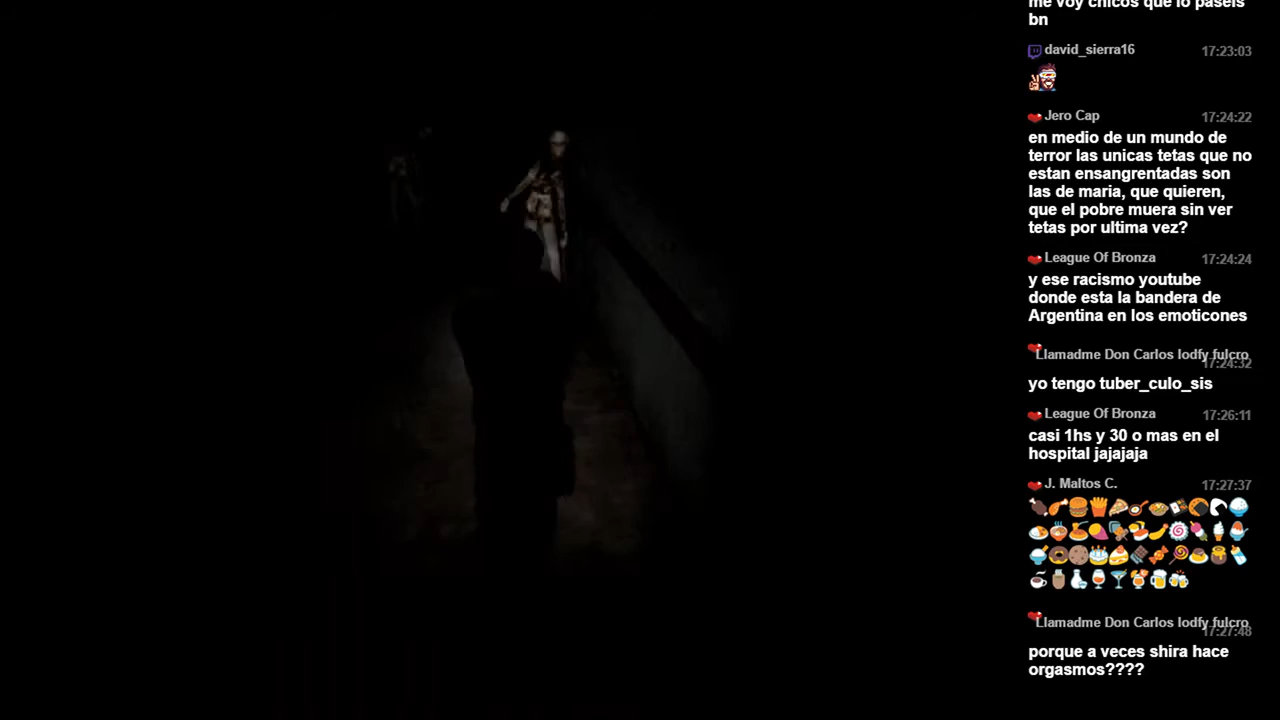 me voy chicos que lo paseis
bn
david_sierra16 17:23:03
Jero Cap 17:24:22
en medio de un mundo de
terror las unicas tetas que no
estan ensangrentadas son
las de maria, que quieren,
que el pobre muera sin ver
tetas por ultima vez?
League Of Bronza 17:24:24
y ese racismo youtube
donde esta la bandera de
Argentina en los emoticones
Llamadme Don Carlos lodfy fulcro
17:24:32
yo tengo tuber_culo_sis
League Of Bronza 17:26:11
casi 1hs y 30 o mas en el
hospital jajajaja
J. Maltos C. 17:27:37
Llamadme Don Carlos lodfy fulcro
17:27:48
porque a veces shira hace
orgasmos????